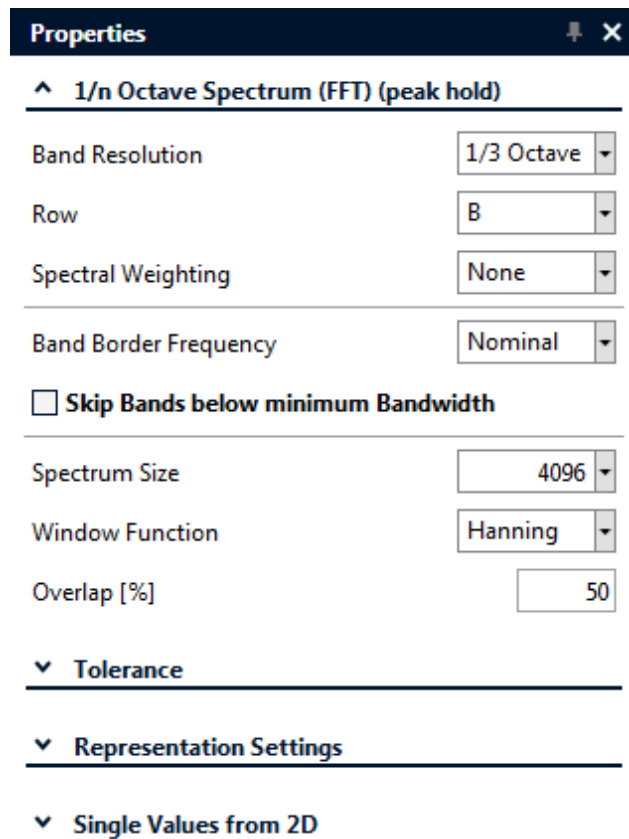 Properties
1/n Octave Spectrum (FFT) (peak hold)
Band Resolution 1/3 Octave
Row B
Spectral Weighting None
Band Border Frequency Nominal
Skip Bands below minimum Bandwidth
Spectrum Size 4096
Window Function Hanning
Overlap [%] 50
Tolerance
Representation Settings
Single Values from 2D